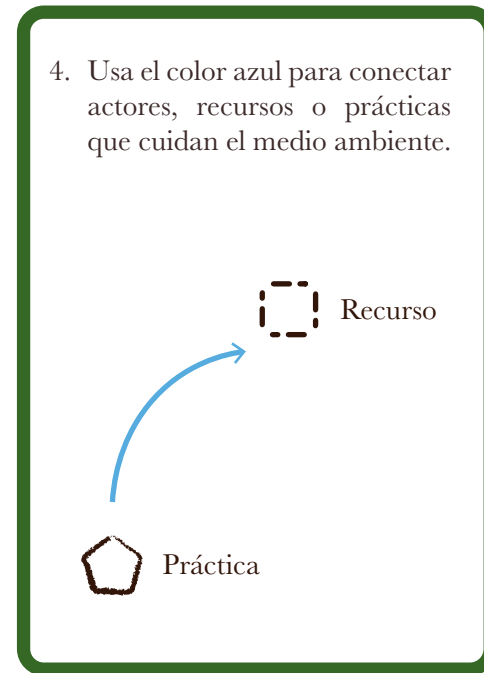 4. Usa el color azul para conectar
actores, recursos o prácticas
que cuidan el medio ambiente.
Recurso
Práctica